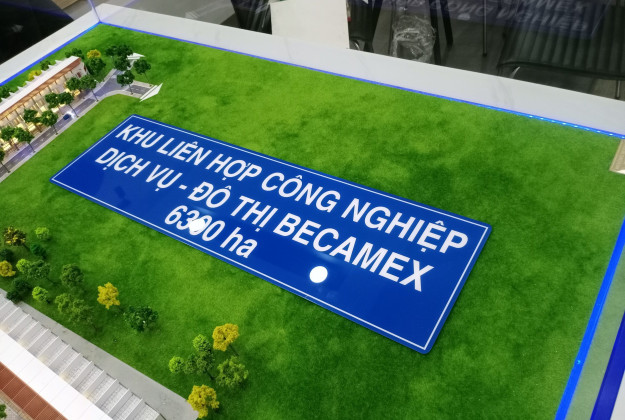 KHU LIÊN HỢP CÔNG NGHIỆP
DỊCH VỤ - ĐÔ THỊ BECAMEX
6300 ha